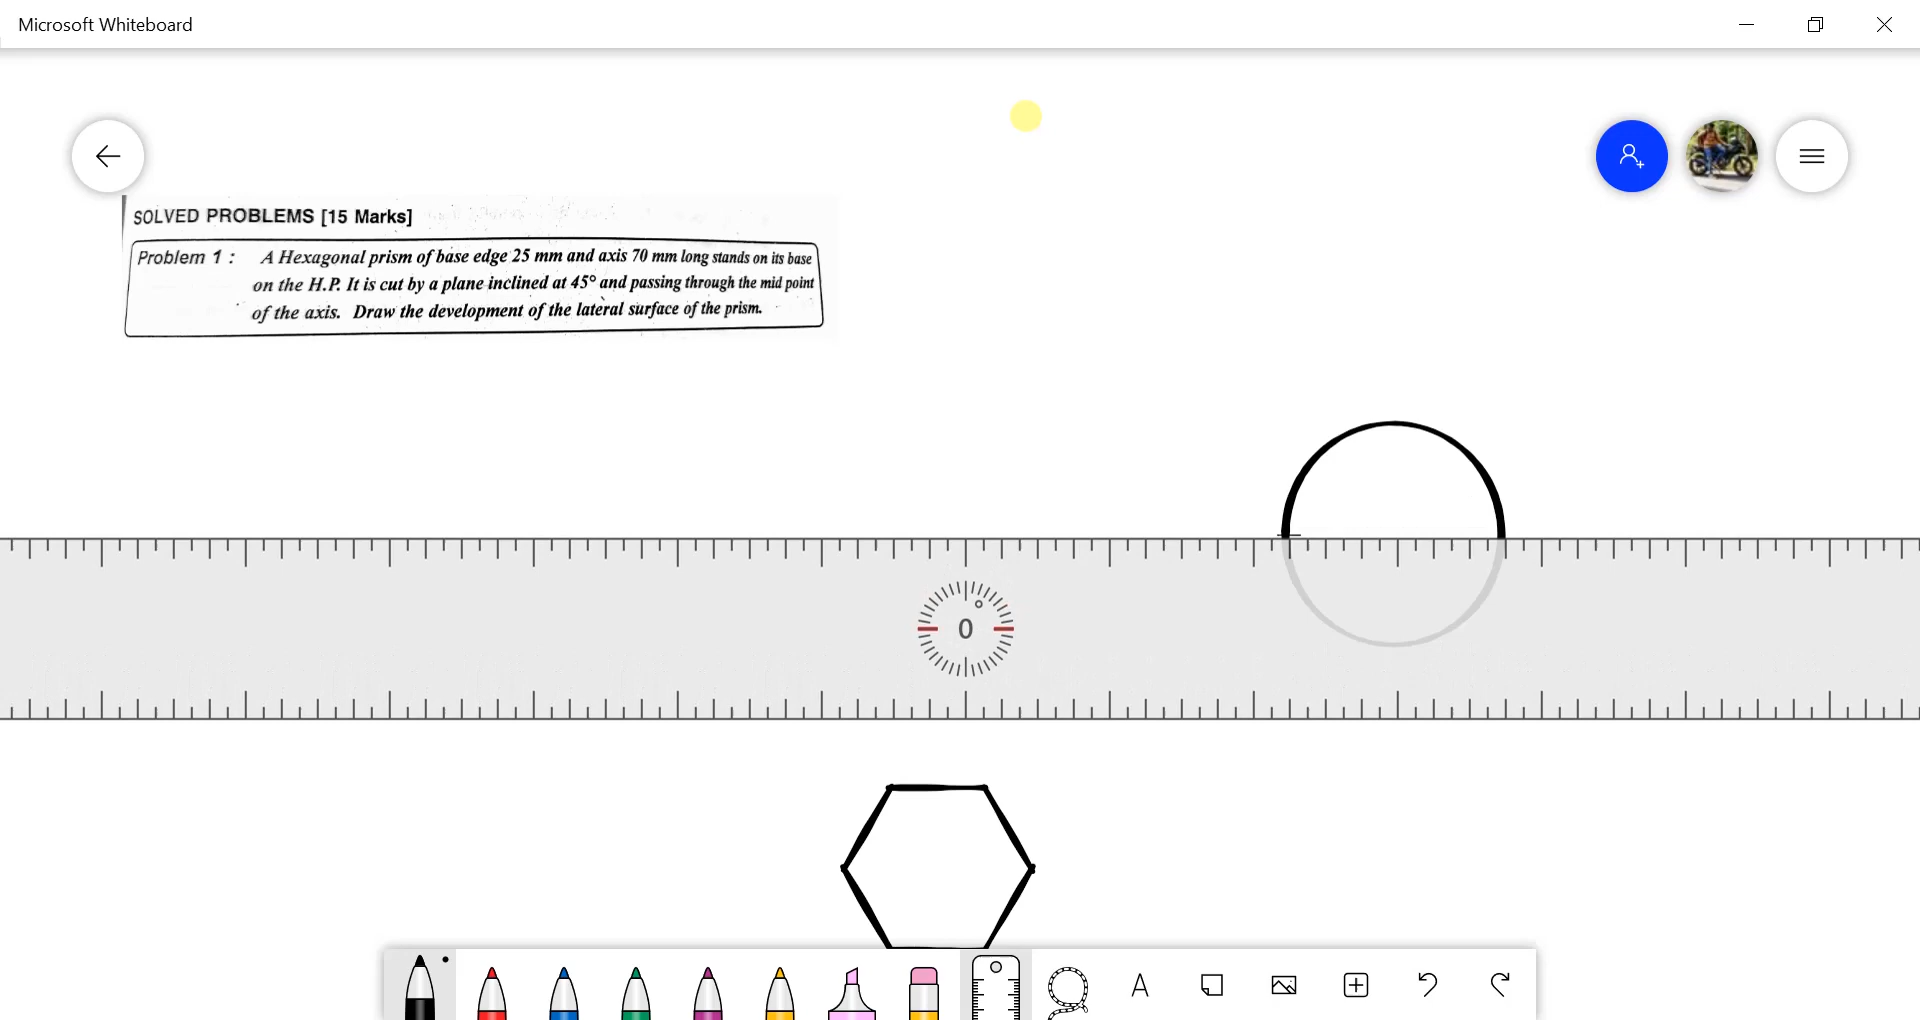 Microsoft Whiteboard
SOLVED PROBLEMS [15 Marks]
Problem 1 : A Hexagonal prism of base edge 25 mm and axis 70 mm long stands on its base
on the H.P. It is cut by a plane inclined at 45° and passing through the mid point
of the axis. Draw the development of the lateral surface of the prism.
0°